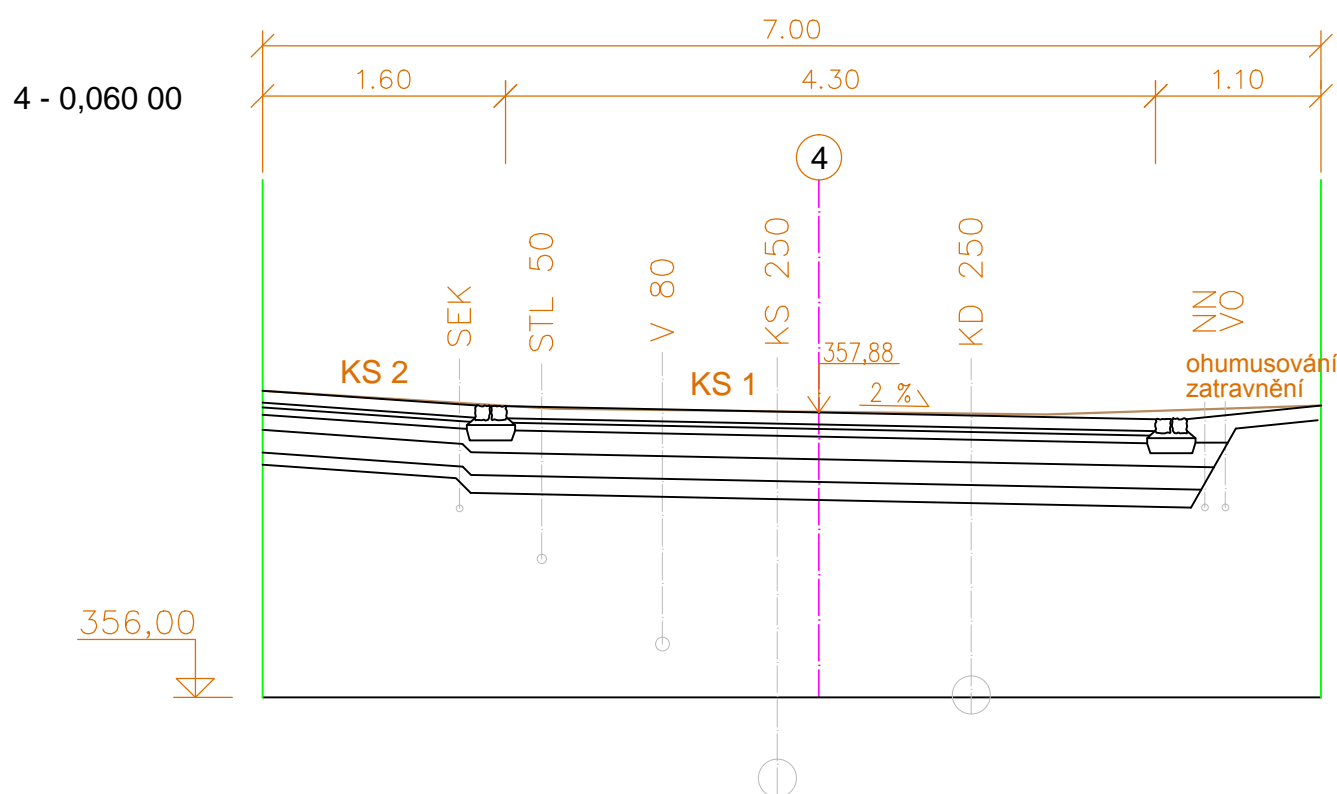 7.00
1.60
4.30
1.10
4 - 0,060 00
4
SEK
STL 50
V 80
KS 250
KD 250
NN
VO
357,88
KS 2
KS 1
2 %
ohumusování
zatravnění
356,00